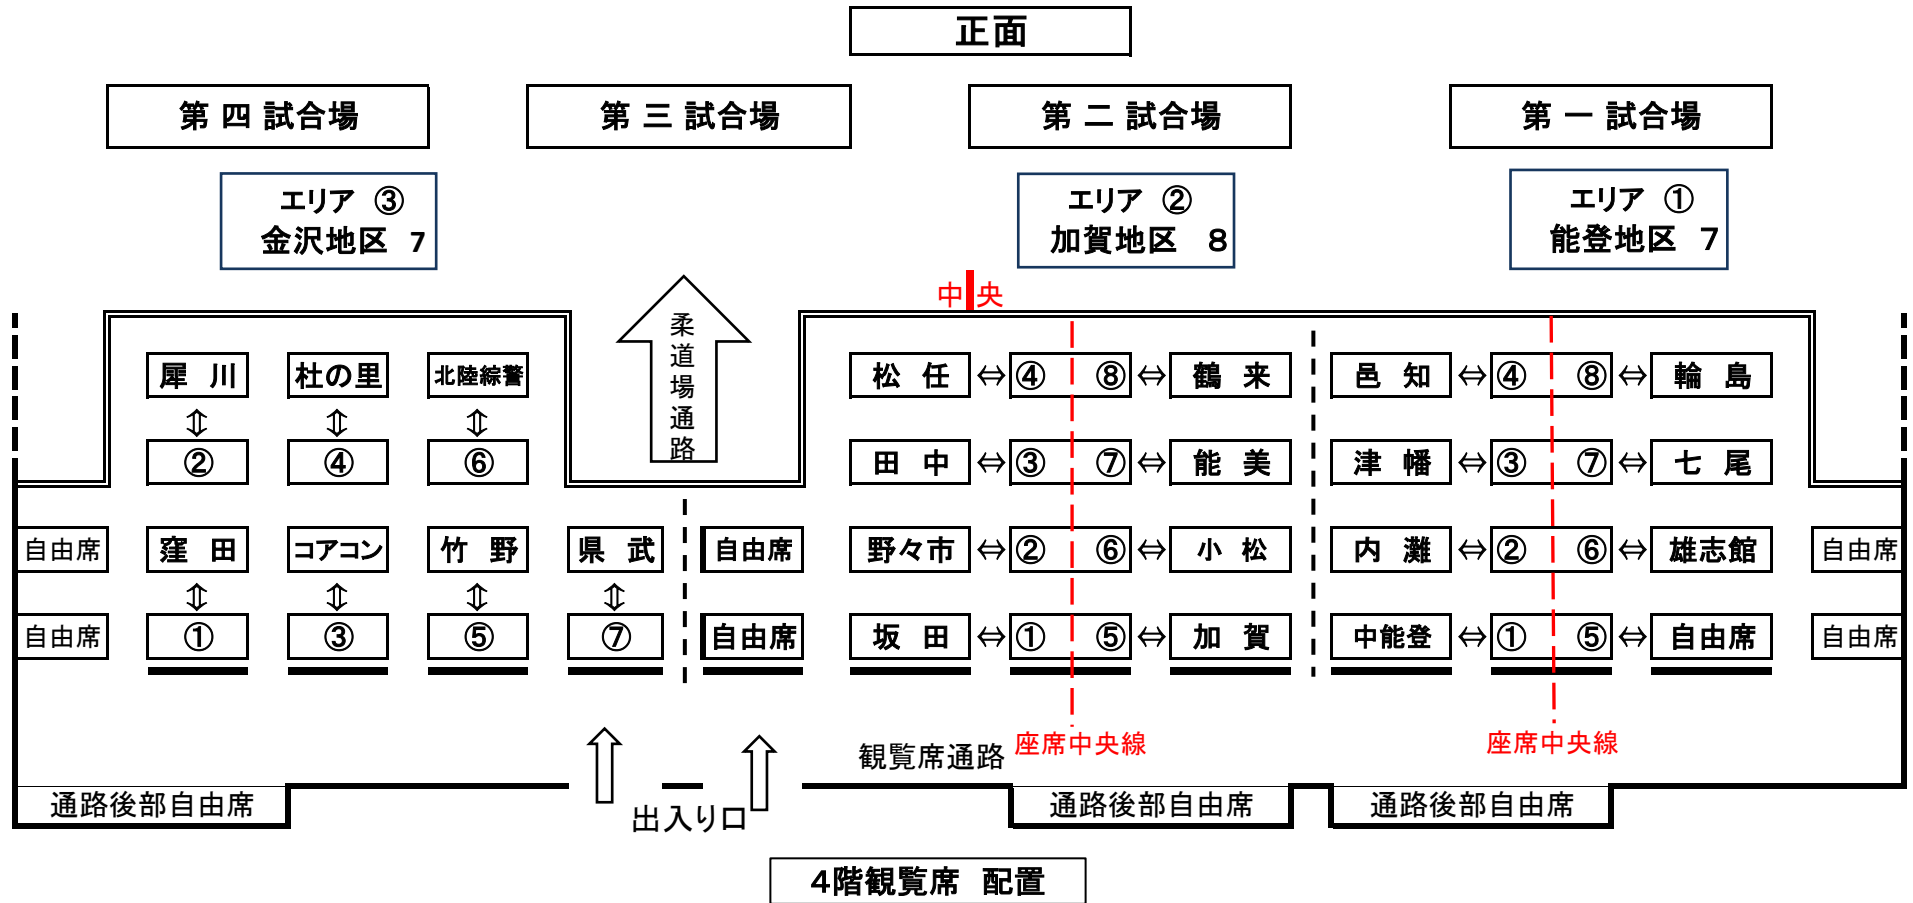 正面
第 四 試合場
第 三 試合場
第 二 試合場
第 一 試合場
エリア ③
金沢地区 7
エリア ②
加賀地区 8
エリア ①
能登地区 7
中央
柔道場通路
犀 川
杜の里
北陸綜警
松 任 ⇔ ④ ⑧ ⇔ 鶴 来
邑 知 ⇔ ④ ⑧ ⇔ 輪 島
⇕ ⇕ ⇕
② ④ ⑥
田 中 ⇔ ③ ⑦ ⇔ 能 美
津 幡 ⇔ ③ ⑦ ⇔ 七 尾
自由席
窪 田
コアコン
竹 野
県 武
自由席
野々市 ⇔ ② ⑥ ⇔ 小 松
内 灘 ⇔ ② ⑥ ⇔ 雄志館
自由席
⇕ ⇕ ⇕ ⇕
自由席
① ③ ⑤ ⑦
自由席
坂 田 ⇔ ① ⑤ ⇔ 加 賀
中能登 ⇔ ① ⑤ ⇔ 自由席
自由席
観覧席通路
座席中央線
座席中央線
通路後部自由席
出入り口
通路後部自由席
通路後部自由席
4階観覧席 配置